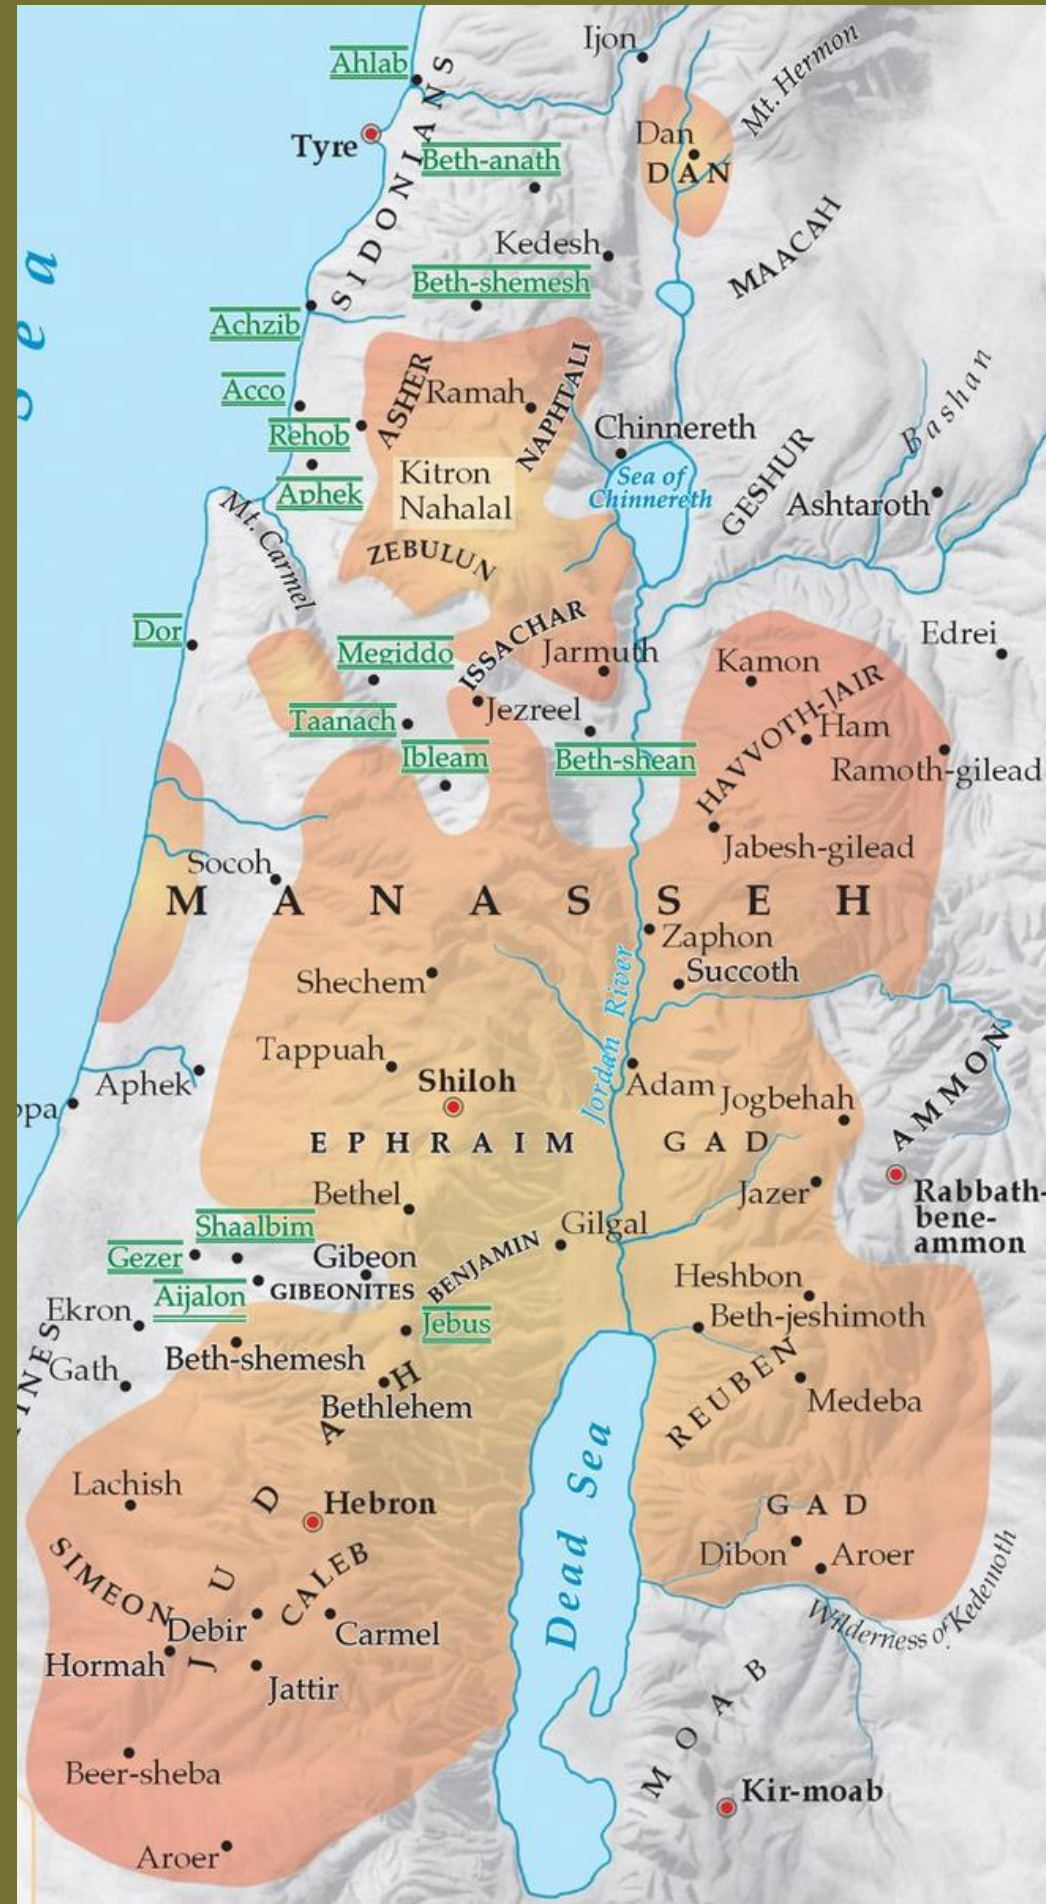 Ijon
Ahlab
Mt. Hermon
Tyre
SIDONIANS
Dan
DAN
Beth-anath
Kedesh
MAACAH
Sea
Beth-shemesh
Achzib
ASHER
NAPHTALI
Acco
Ramah
Bashan
Rehob
Chinnereth
Kitron
Nahalal
Sea of
Chinnereth
GESHUR
Ashtaroth
Aphek
Mt. Carmel
ZEBULUN
Dor
ISSACHAR
Edrei
Megiddo
Jarmuth
Kamon
HAVVOTH-JAIR
Taanach
Jezreel
Ham
Ibleam
Beth-shean
Ramoth-gilead
Jabesh-gilead
Socoh
MANASSEH
Zaphon
Succoth
Shechem
Jordan River
Tappuah
Aphek
Shiloh
Adam
Jogbehah
AMMON
ppa
EPHRAIM
GAD
Bethel
Jazer
Rabbath-
bene-
ammon
Shaalbim
Gilgal
Gezer
Gibeon
BENJAMIN
Aijalon
GIBEONITES
Heshbon
Ekron
Jebus
Beth-jeshimoth
INES
Gath
Beth-shemesh
REUBEN
Bethlehem
Medeba
JUDAH
Lachish
Hebron
Dead Sea
GAD
SIMEON
CALEB
Dibon
Aroer
Debir
Carmel
Wilderness of Kedemoth
Hormah
Jattir
MOAB
Beer-sheba
Kir-moab
Aroer